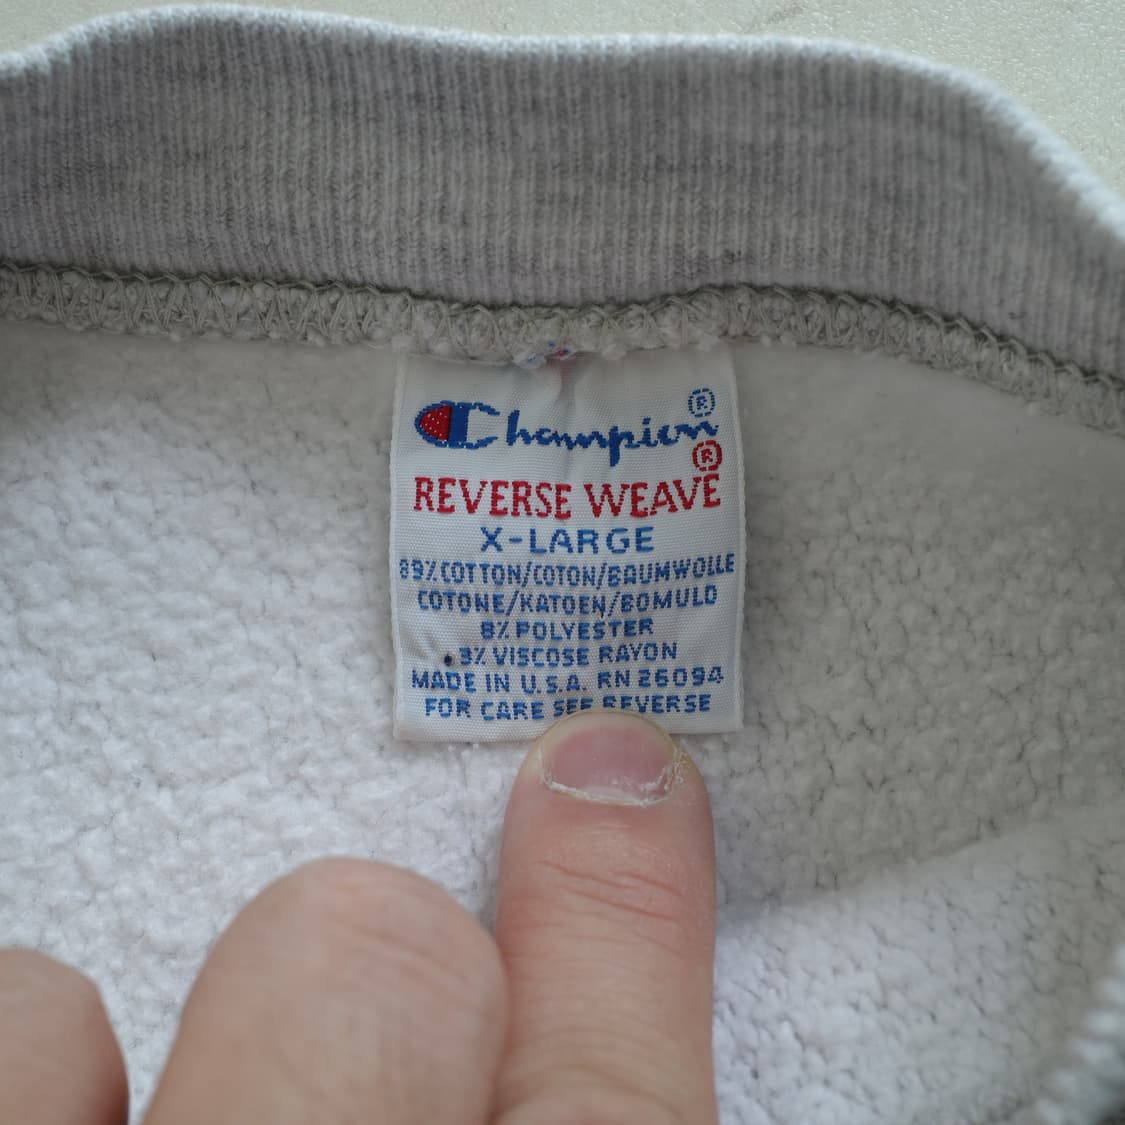 Champion®
REVERSE WEAVE®
X-LARGE
89% COTTON/COTON/BAUMWOLLE
COTONE/KATOEN/BOMULD
8% POLYESTER
3% VISCOSE RAYON
MADE IN U.S.A. RN 26094
FOR CARE SEE REVERSE